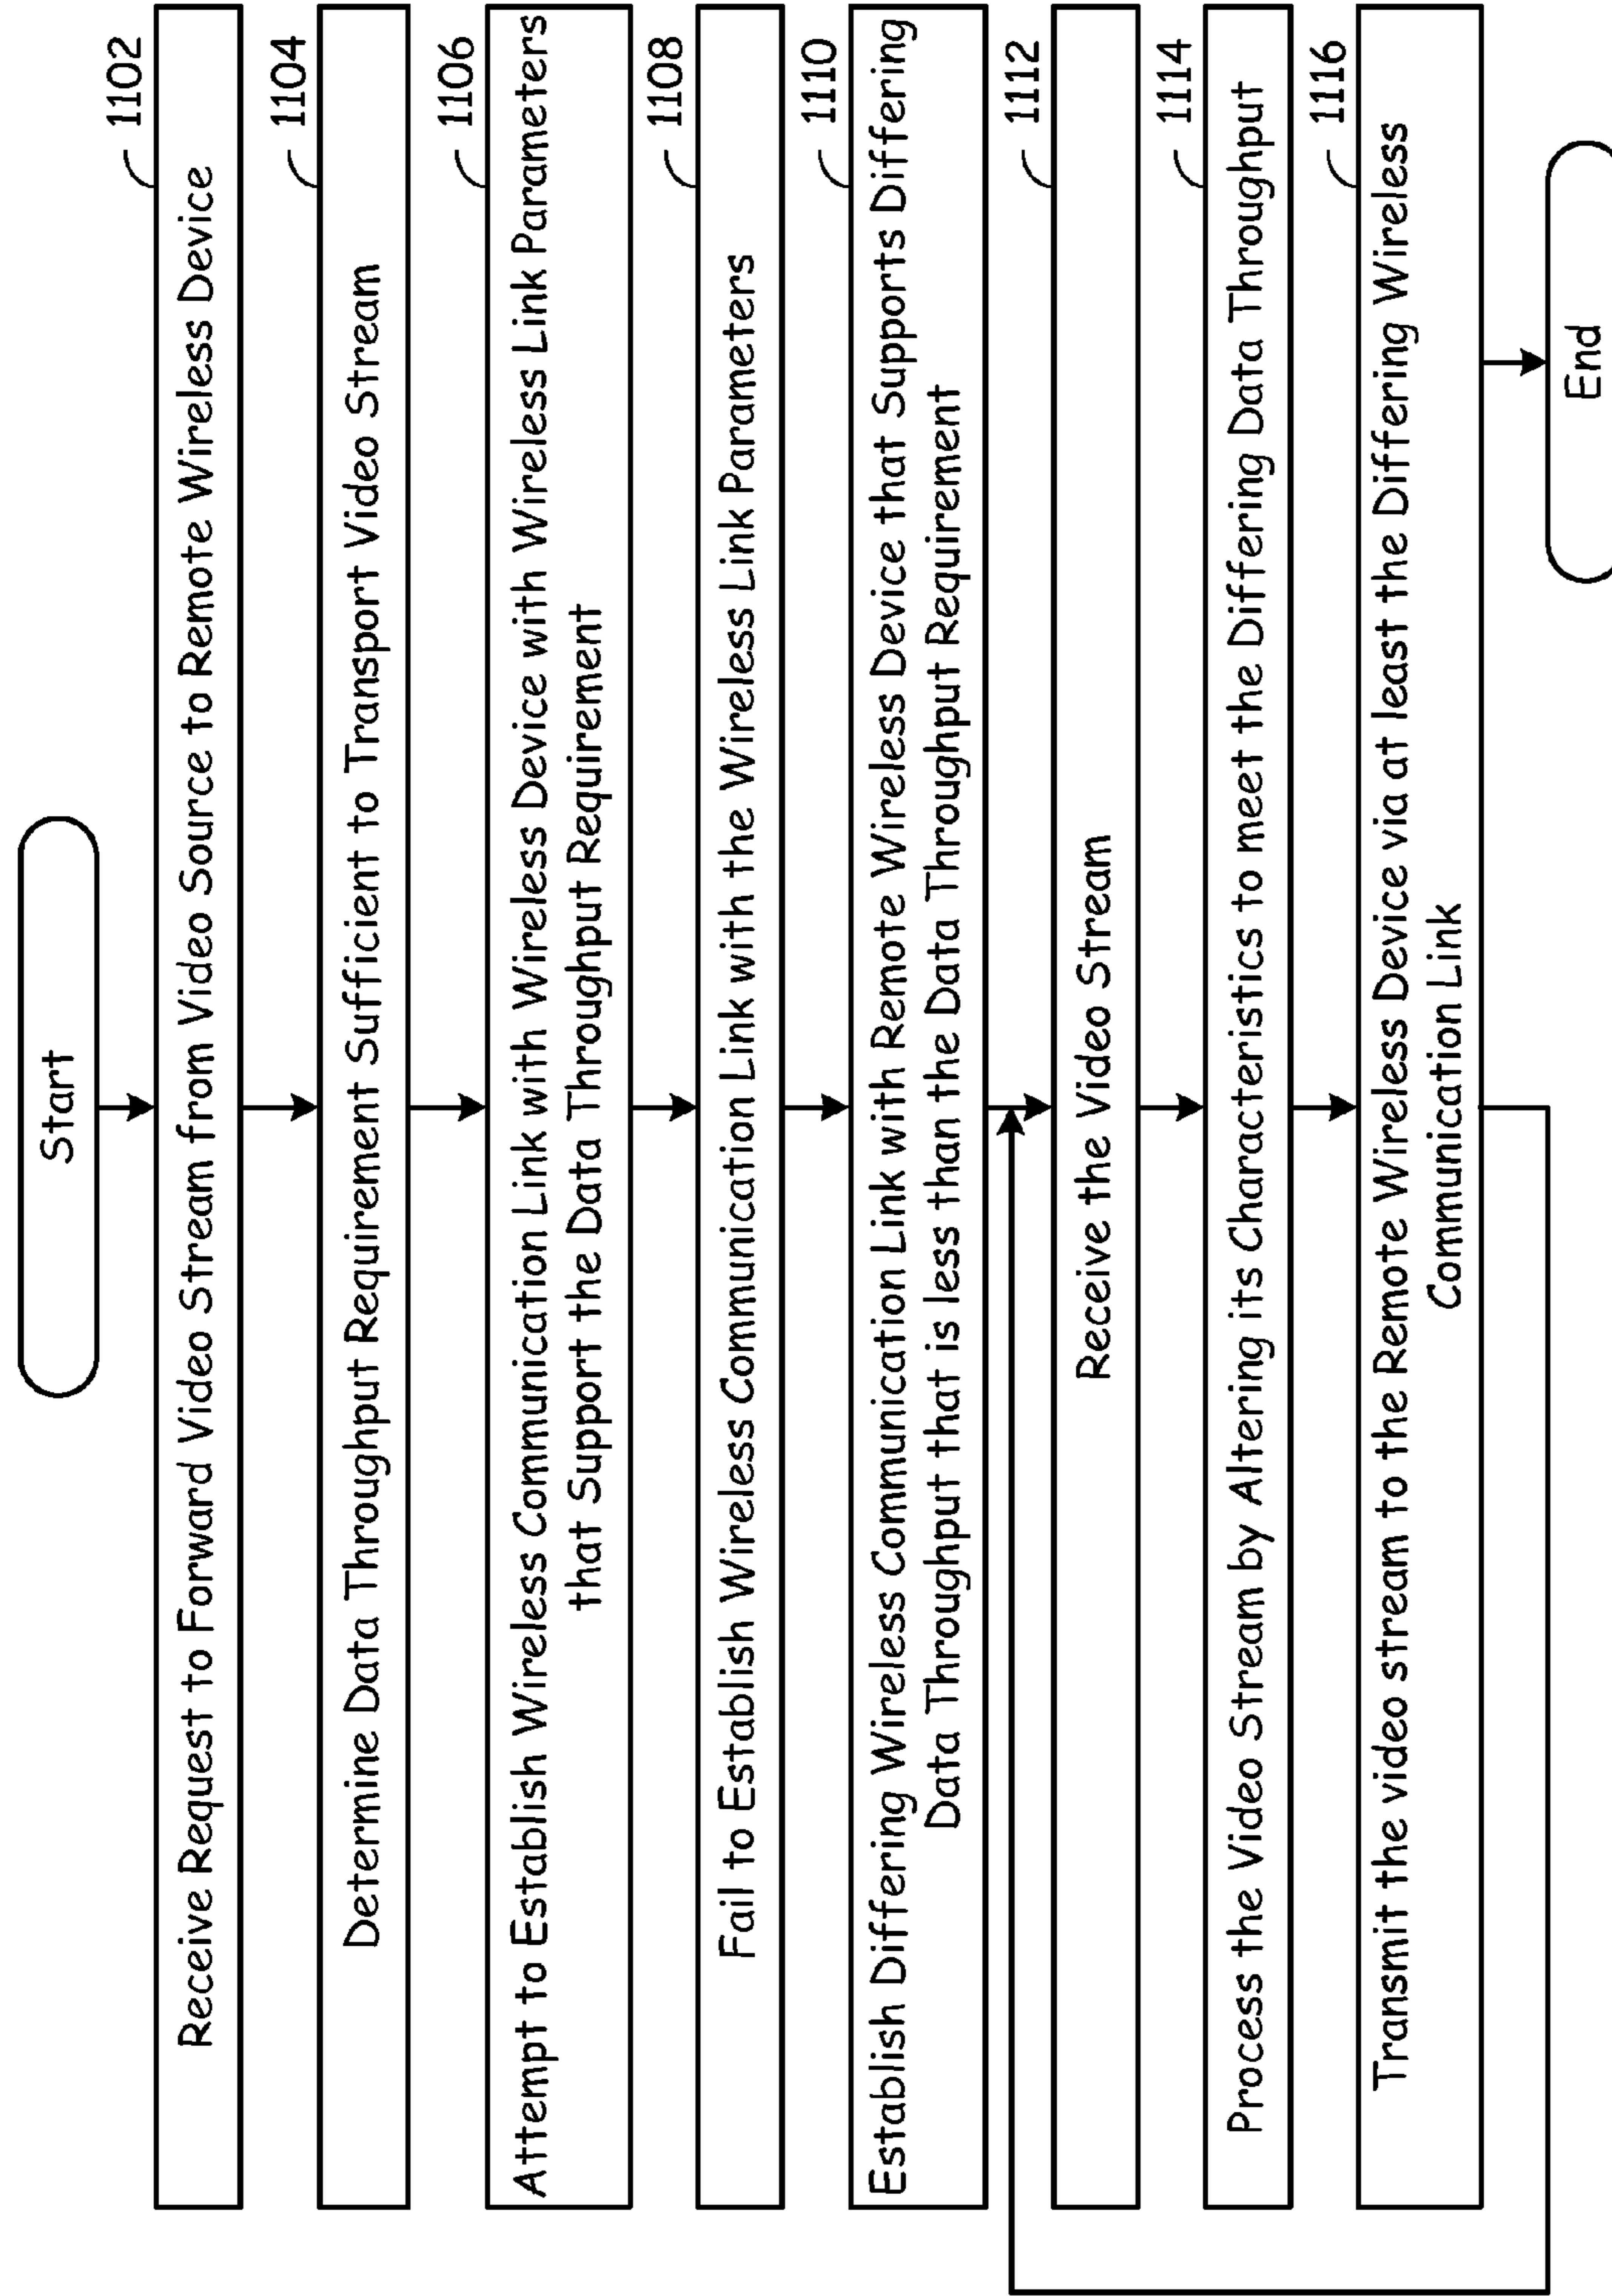 Start
1102
Receive Request to Forward Video Stream from Video Source to Remote Wireless Device
1104
Determine Data Throughput Requirement Sufficient to Transport Video Stream
1106
Attempt to Establish Wireless Communication Link with Wireless Device with Wireless Link Parameters
that Support the Data Throughput Requirement
1108
Fail to Establish Wireless Communication Link with the Wireless Link Parameters
1110
Establish Differing Wireless Communication Link with Remote Wireless Device that Supports Differing
Data Throughput that is less than the Data Throughput Requirement
1112
Receive the Video Stream
1114
Process the Video Stream by Altering its Characteristics to meet the Differing Data Throughput
1116
Transmit the video stream to the Remote Wireless Device via at least the Differing Wireless
Communication Link
End